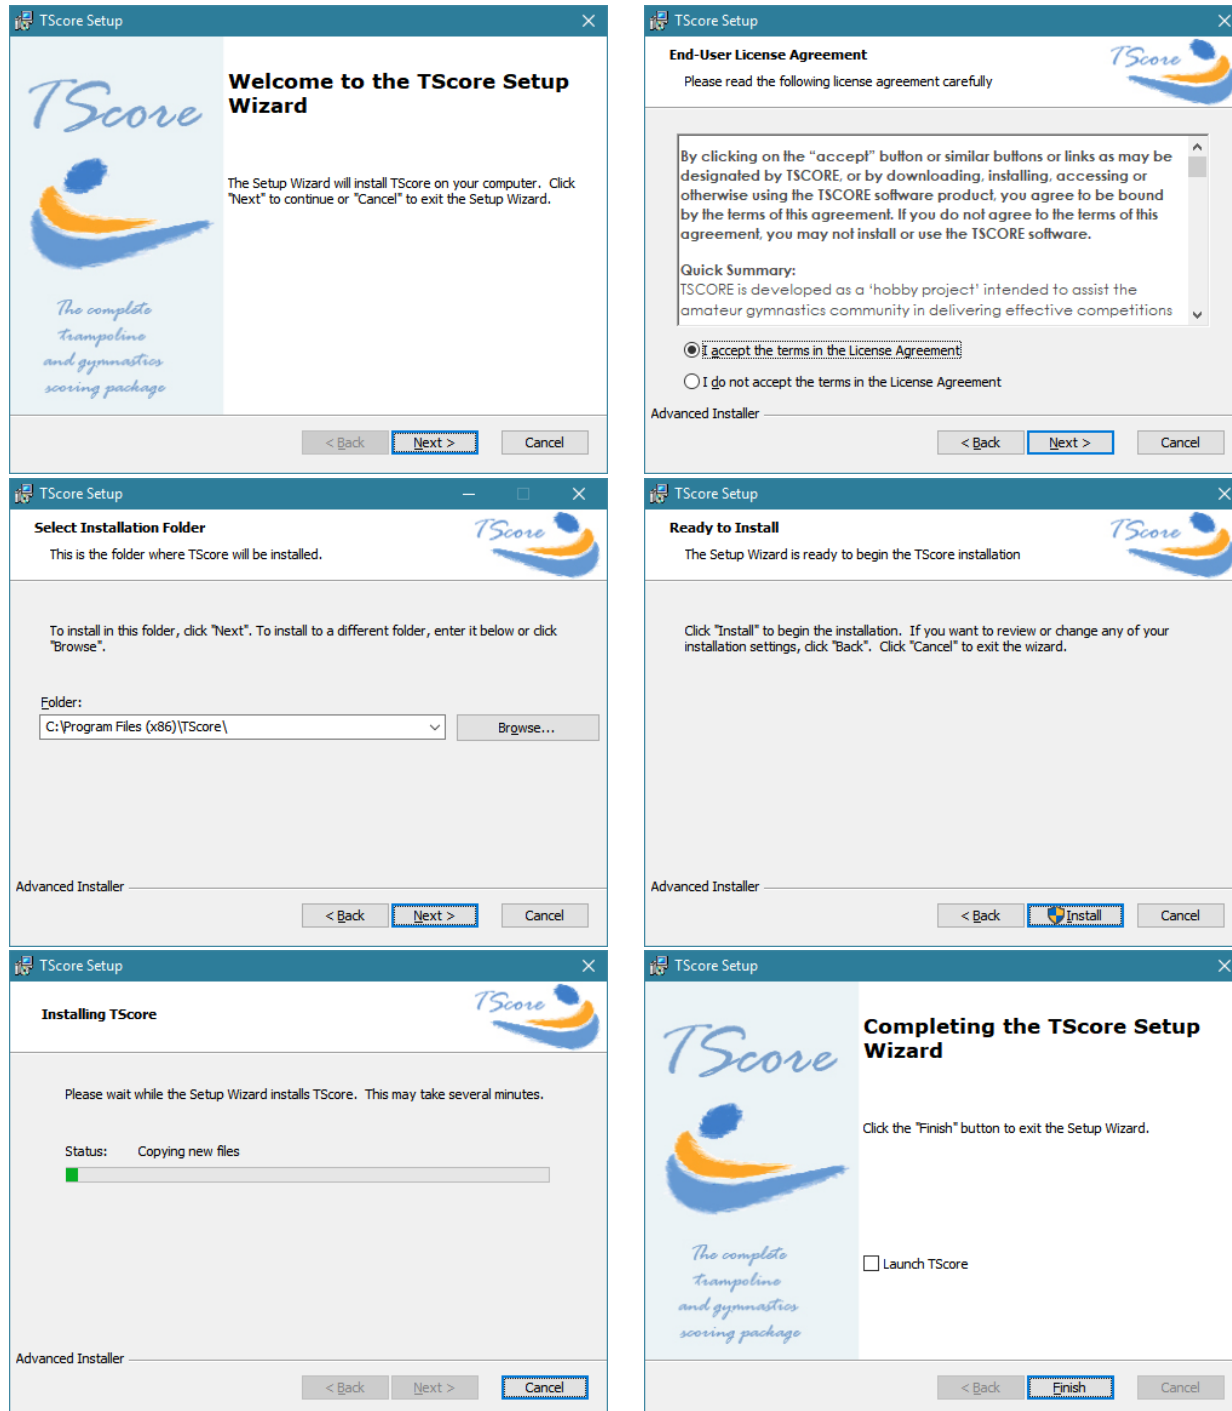 TScore Setup
TScore
Welcome to the TScore Setup
Wizard
The Setup Wizard will install TScore on your computer. Click
"Next" to continue or "Cancel" to exit the Setup Wizard.
The complete
trampoline
and gymnastics
scoring package
< Back Next > Cancel
TScore Setup
End-User License Agreement
TScore
Please read the following license agreement carefully
By clicking on the “accept” button or similar buttons or links as may be
designated by TSCORE, or by downloading, installing, accessing or
otherwise using the TSCORE software product, you agree to be bound
by the terms of this agreement. If you do not agree to the terms of this
agreement, you may not install or use the TSCORE software.
Quick Summary:
TSCORE is developed as a ‘hobby project’ intended to assist the
amateur gymnastics community in delivering effective competitions
I accept the terms in the License Agreement
I do not accept the terms in the License Agreement
Advanced Installer
< Back Next > Cancel
TScore Setup
Select Installation Folder
TScore
This is the folder where TScore will be installed.
To install in this folder, click "Next". To install to a different folder, enter it below or click
"Browse".
Folder:
C:\Program Files (x86)\TScore\ Browse...
Advanced Installer
< Back Next > Cancel
TScore Setup
Ready to Install
TScore
The Setup Wizard is ready to begin the TScore installation
Click "Install" to begin the installation. If you want to review or change any of your
installation settings, click "Back". Click "Cancel" to exit the wizard.
Advanced Installer
< Back Install Cancel
TScore Setup
TScore
Installing TScore
Please wait while the Setup Wizard installs TScore. This may take several minutes.
Status: Copying new files
Advanced Installer
< Back Next > Cancel
TScore Setup
TScore
Completing the TScore Setup
Wizard
Click the "Finish" button to exit the Setup Wizard.
The complete
trampoline
and gymnastics
scoring package
Launch TScore
< Back Finish Cancel